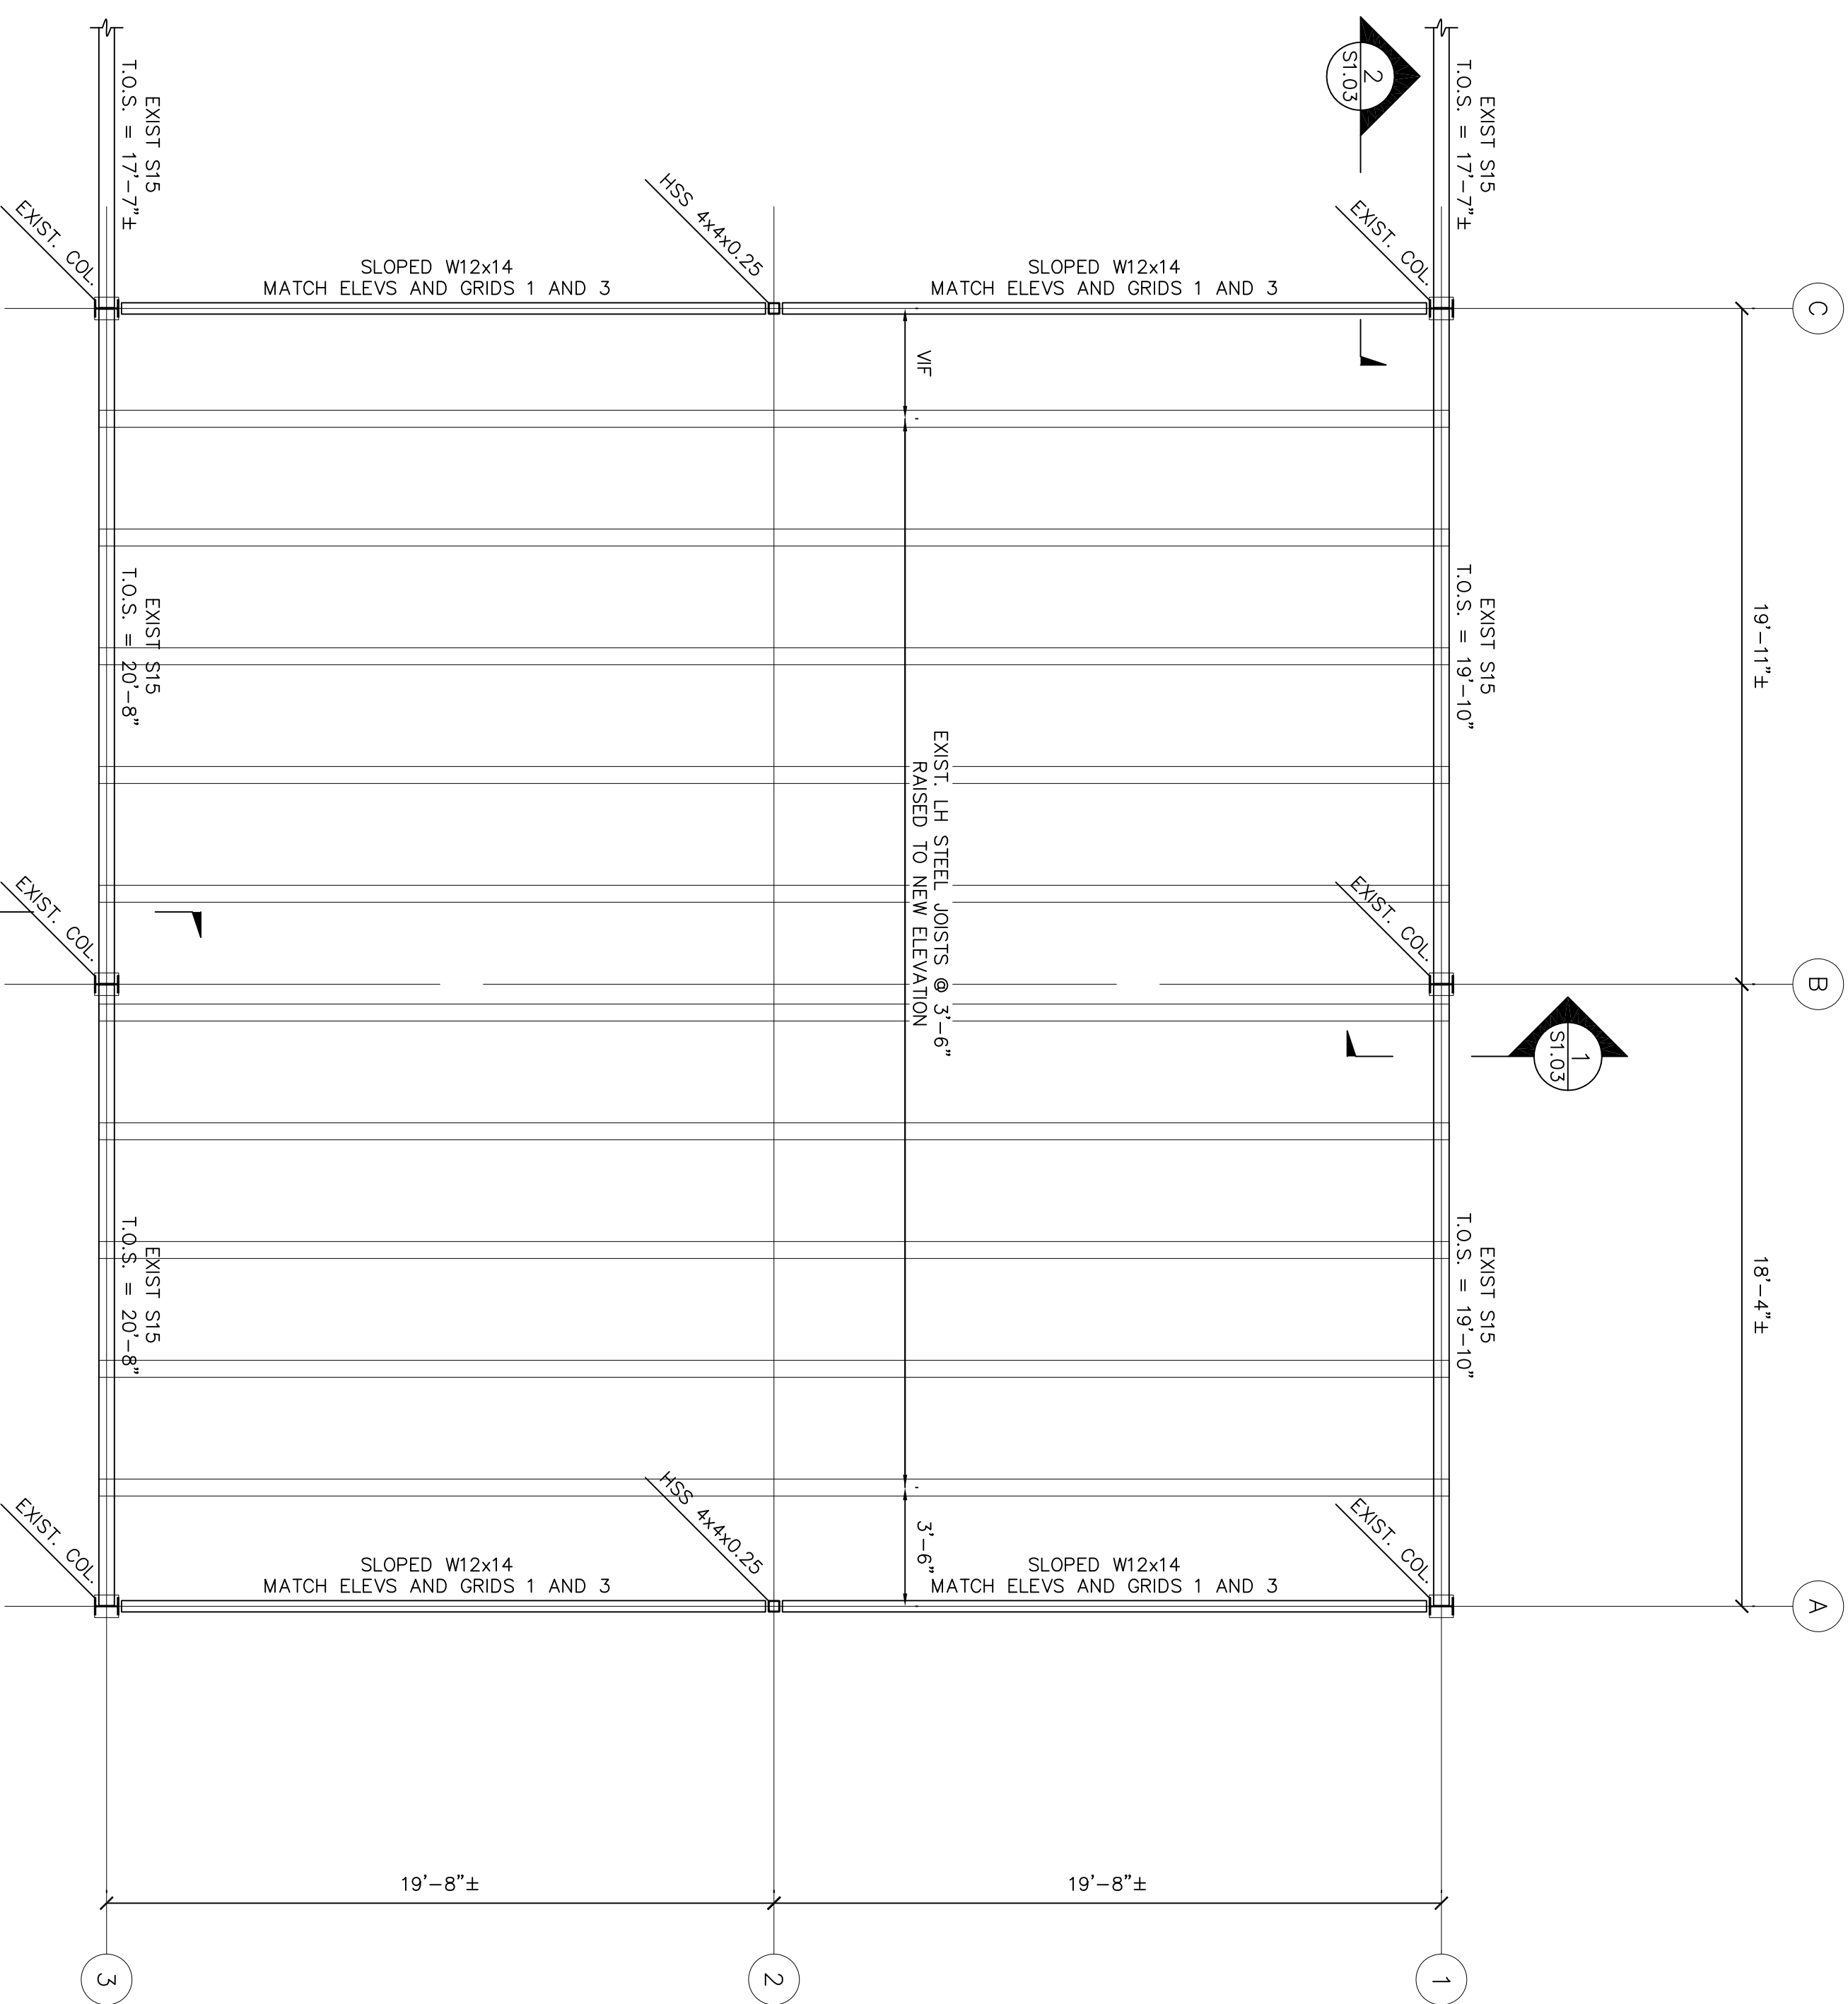 2
S1.03
EXIST S15
T.O.S. = 17'-7"±
EXIST S15
T.O.S. = 17'-7"±
EXIST. COL.
HSS 4x4x0.25
EXIST. COL.
SLOPED W12x14
MATCH ELEVS AND GRIDS 1 AND 3
SLOPED W12x14
MATCH ELEVS AND GRIDS 1 AND 3
C
VIF
19'-11"±
EXIST S15
T.O.S. = 20'-8"
EXIST S15
T.O.S. = 19'-10"
EXIST. LH STEEL JOISTS @ 3'-6"
RAISED TO NEW ELEVATION
EXIST. COL.
EXIST. COL.
B
1
S1.03
18'-4"±
EXIST S15
T.O.S. = 20'-8"
EXIST S15
T.O.S. = 19'-10"
EXIST. COL.
HSS 4x4x0.25
3'-6"
EXIST. COL.
SLOPED W12x14
MATCH ELEVS AND GRIDS 1 AND 3
SLOPED W12x14
MATCH ELEVS AND GRIDS 1 AND 3
A
19'-8"±
19'-8"±
3
2
1